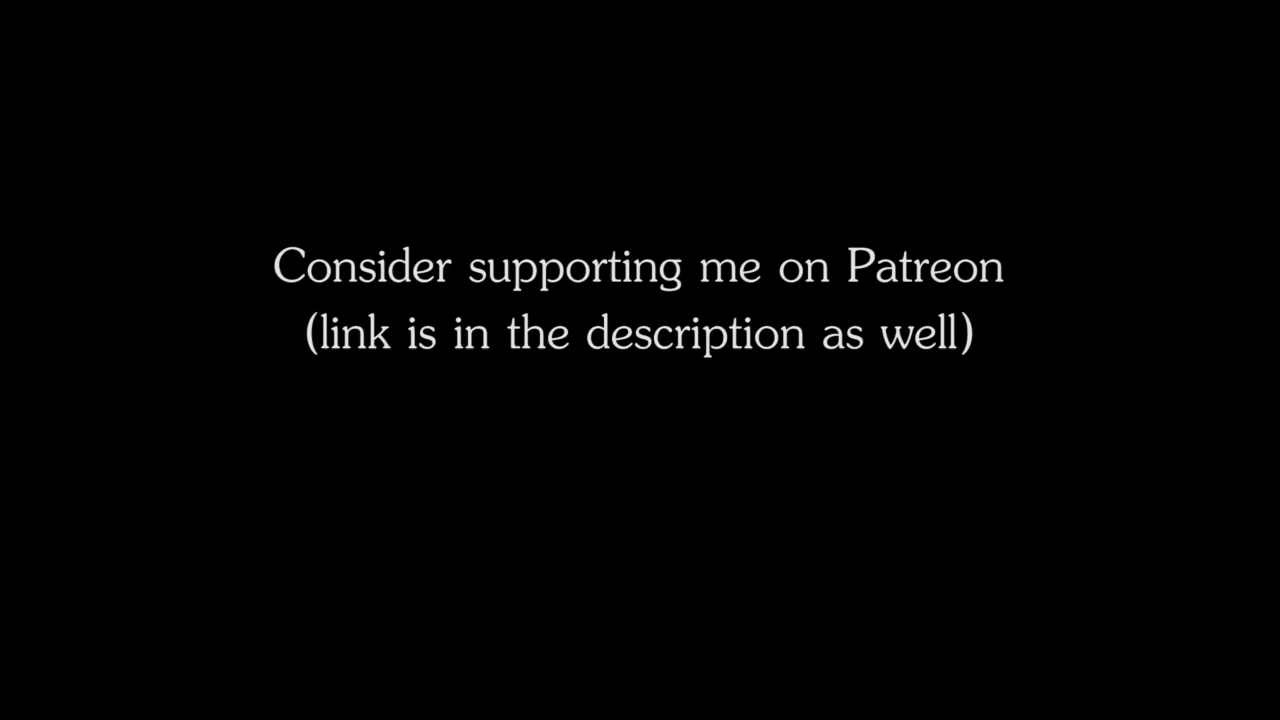 Consider supporting me on Patreon
(link is in the description as well)